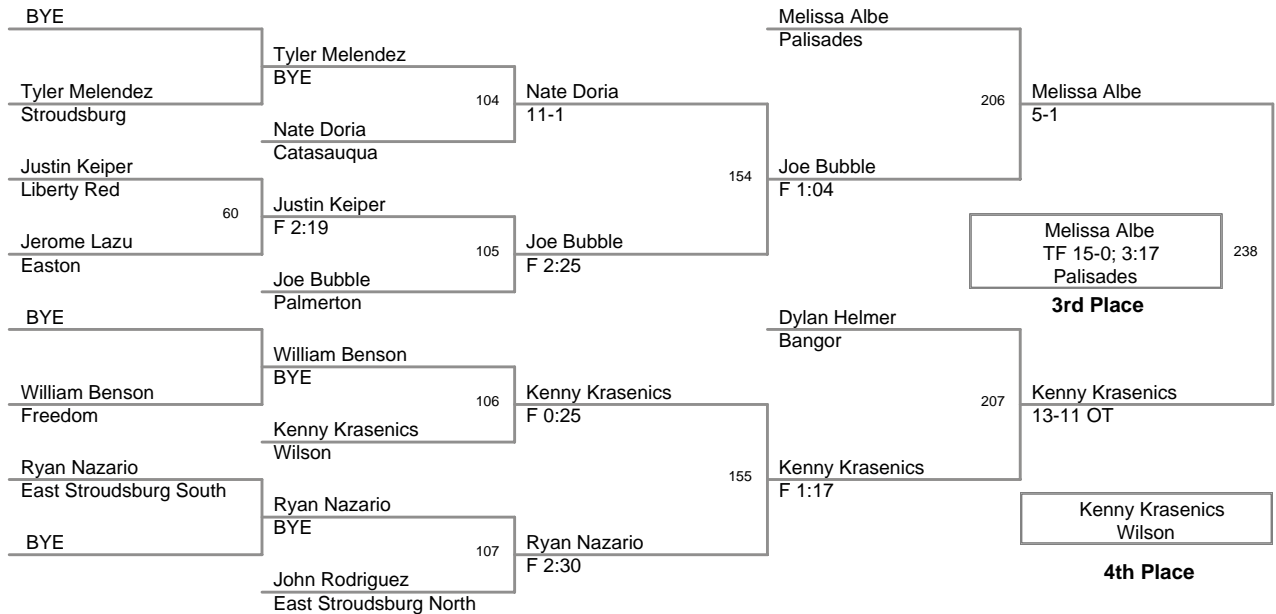 BYE
Tyler Melendez
Stroudsburg
Justin Keiper
Liberty Red
60
Jerome Lazu
Easton
BYE
William Benson
Freedom
Ryan Nazario
East Stroudsburg South
BYE
Tyler Melendez
BYE
104
Nate Doria
Catasauqua
Justin Keiper
F 2:19
105
Joe Bubble
Palmerton
William Benson
BYE
106
Kenny Krasenics
Wilson
Ryan Nazario
BYE
107
John Rodriguez
East Stroudsburg North
Nate Doria
11-1
154
Joe Bubble
F 2:25
Kenny Krasenics
F 0:25
155
Ryan Nazario
F 2:30
Melissa Albe
Palisades
206
Joe Bubble
F 1:04
Dylan Helmer
Bangor
207
Kenny Krasenics
F 1:17
Melissa Albe
5-1
Melissa Albe
TF 15-0; 3:17
Palisades
238
3rd Place
Kenny Krasenics
13-11 OT
Kenny Krasenics
Wilson
4th Place